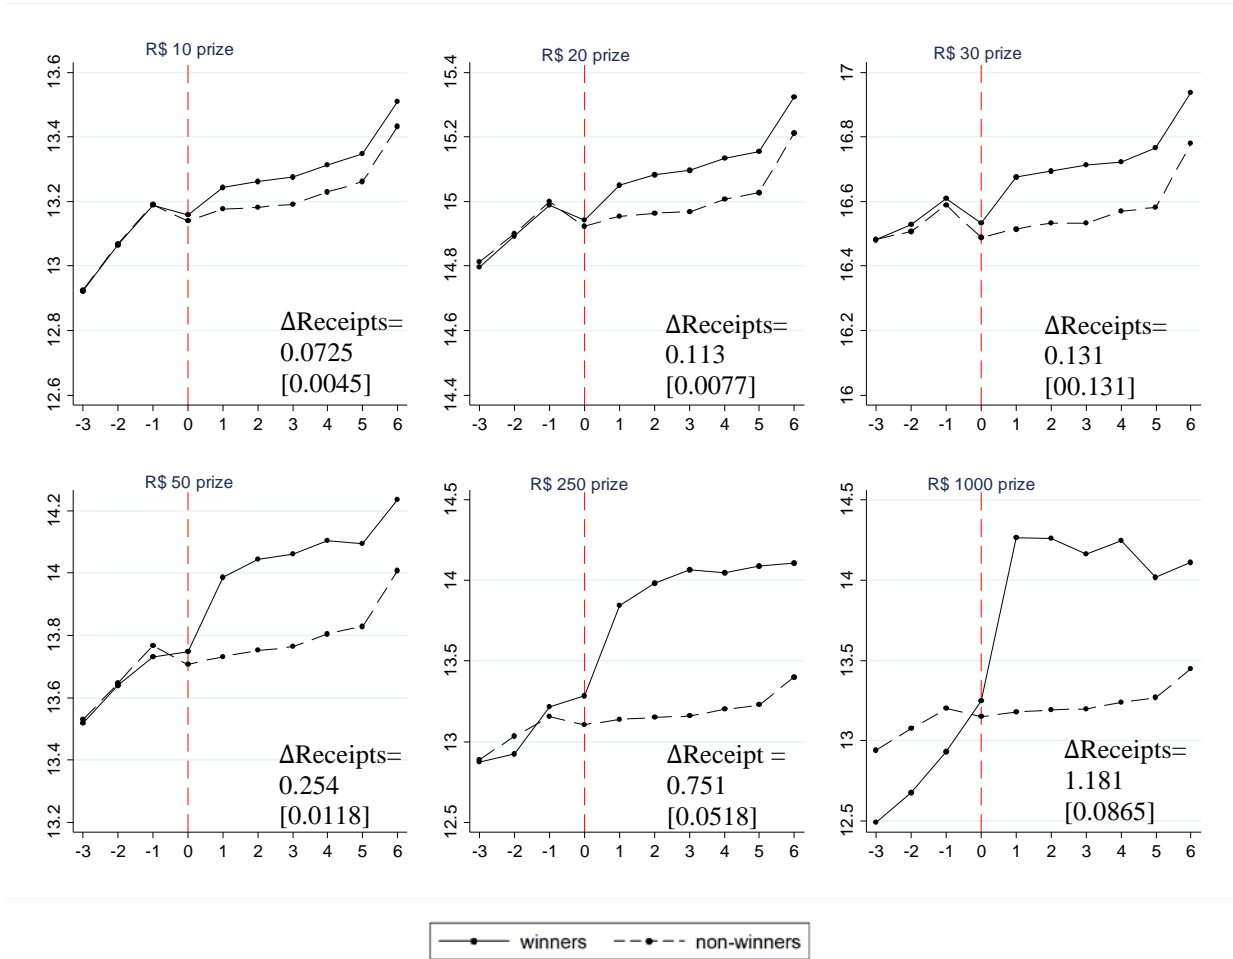 R$ 10 prize
13.6
13.4
13.2
13
12.8
12.6
ΔReceipts=
0.0725
[0.0045]
-3 -2 -1 0 1 2 3 4 5 6
R$ 20 prize
15.4
15.2
15
14.8
14.6
14.4
ΔReceipts=
0.113
[0.0077]
-3 -2 -1 0 1 2 3 4 5 6
R$ 30 prize
17
16.8
16.6
16.4
16.2
16
ΔReceipts=
0.131
[00.131]
-3 -2 -1 0 1 2 3 4 5 6
R$ 50 prize
14.2
14
13.8
13.6
13.4
13.2
ΔReceipts=
0.254
[0.0118]
-3 -2 -1 0 1 2 3 4 5 6
R$ 250 prize
14.5
14
13.5
13
12.5
ΔReceipt =
0.751
[0.0518]
-3 -2 -1 0 1 2 3 4 5 6
R$ 1000 prize
14.5
14
13.5
13
12.5
ΔReceipts=
1.181
[0.0865]
-3 -2 -1 0 1 2 3 4 5 6
winners non-winners